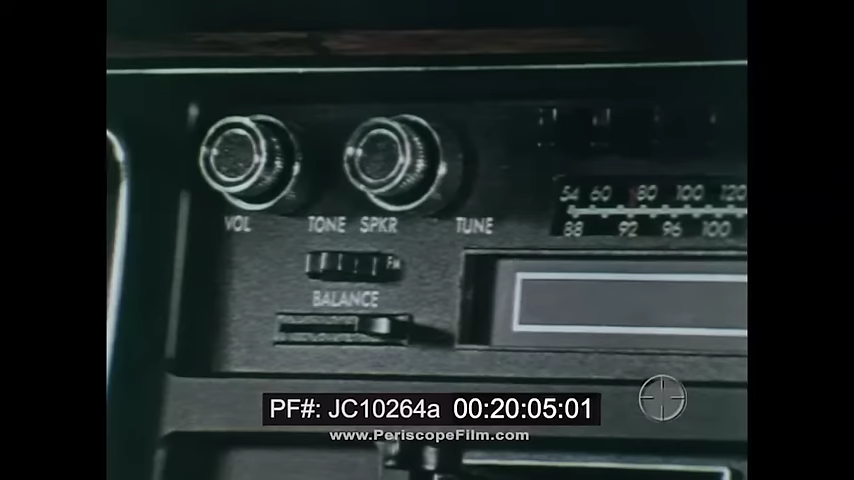 54 60 80 100 120
VOL TONE SPKR TUNE
88 92 96 100
FM
BALANCE
PF#: JC10264a 00:20:05:01
www.PeriscopeFilm.com